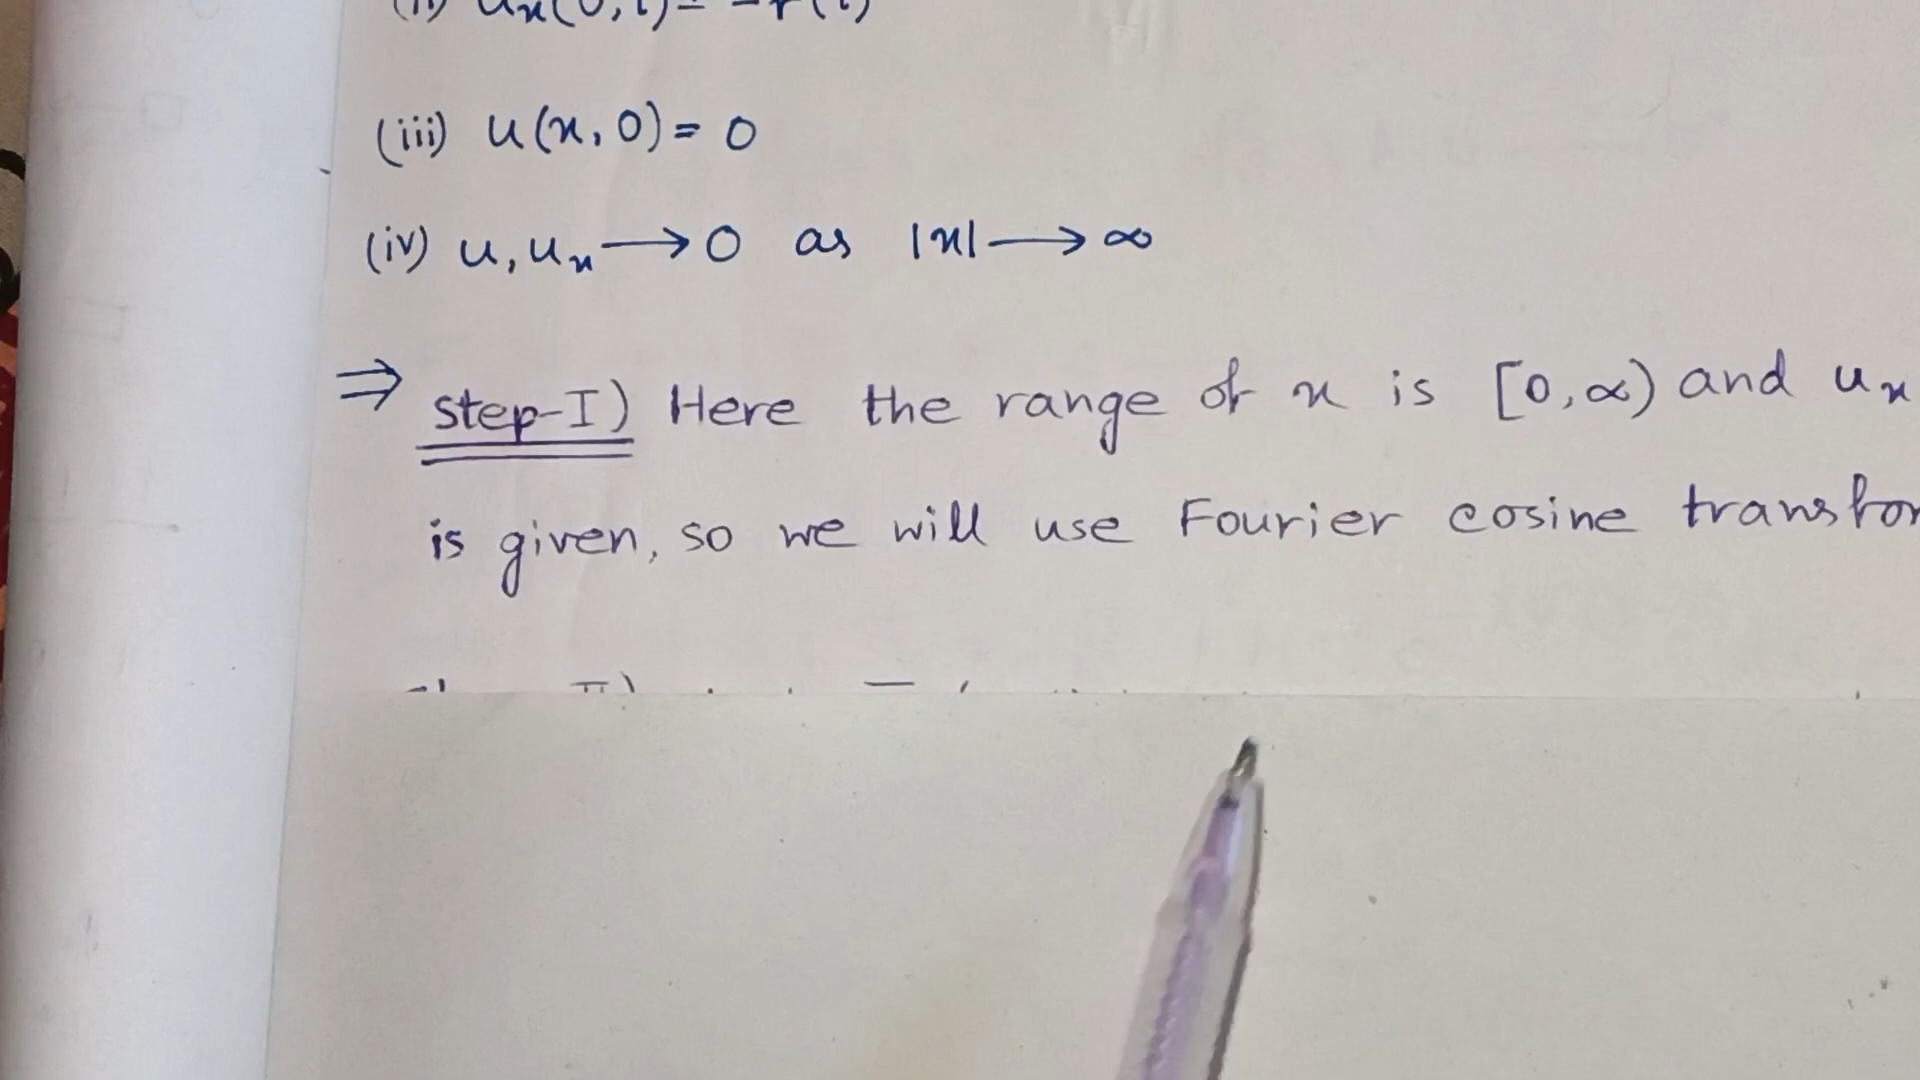 (iii) u(x, 0) = 0
(iv) u, uₓ ⟶ 0 as |x| ⟶ ∞
⇒ Step-I) Here the range of x is [0, ∞) and uₓ
is given, so we will use Fourier cosine transfor